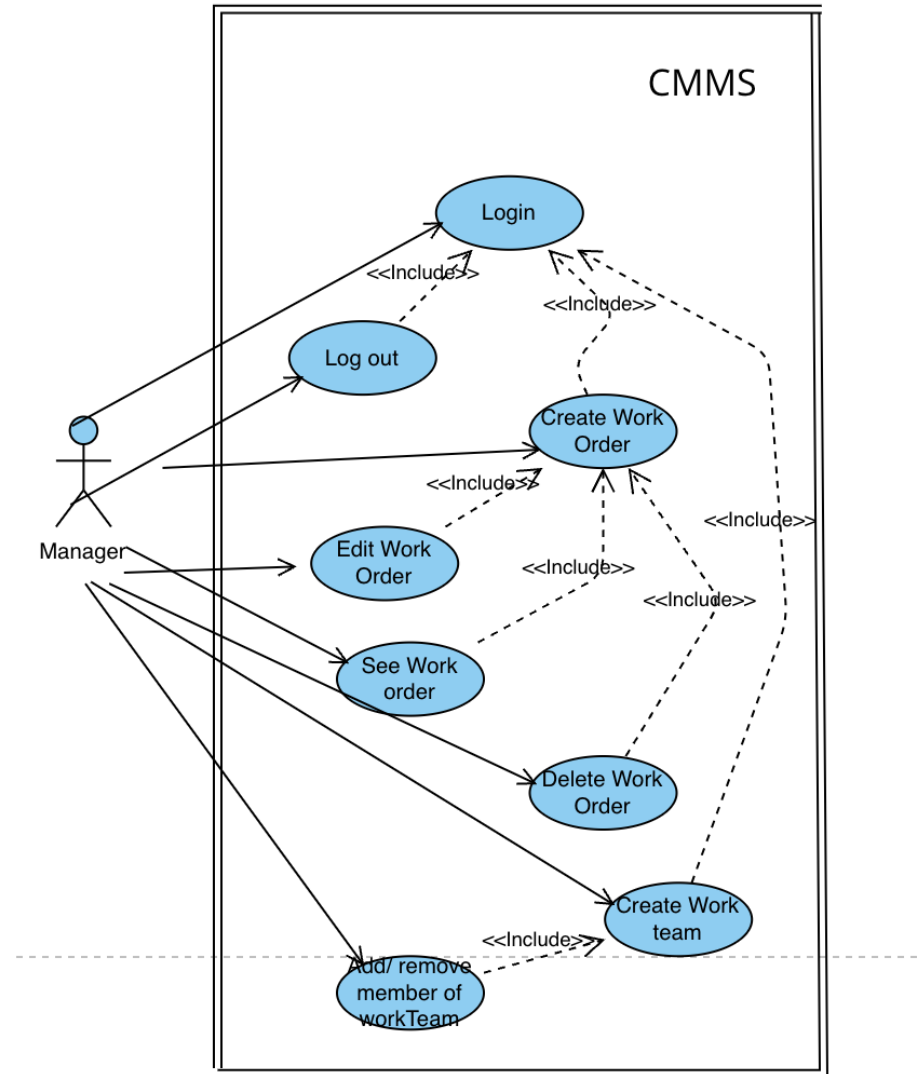 CMMS
Login
<<Include>>
<<Include>>
Log out
Create Work
Order
<<Include>>
Manager
Edit Work
Order
<<Include>>
<<Include>>
<<Include>>
See Work
order
Delete Work
Order
Create Work
team
<<Include>>
Add/ remove
member of
workTeam